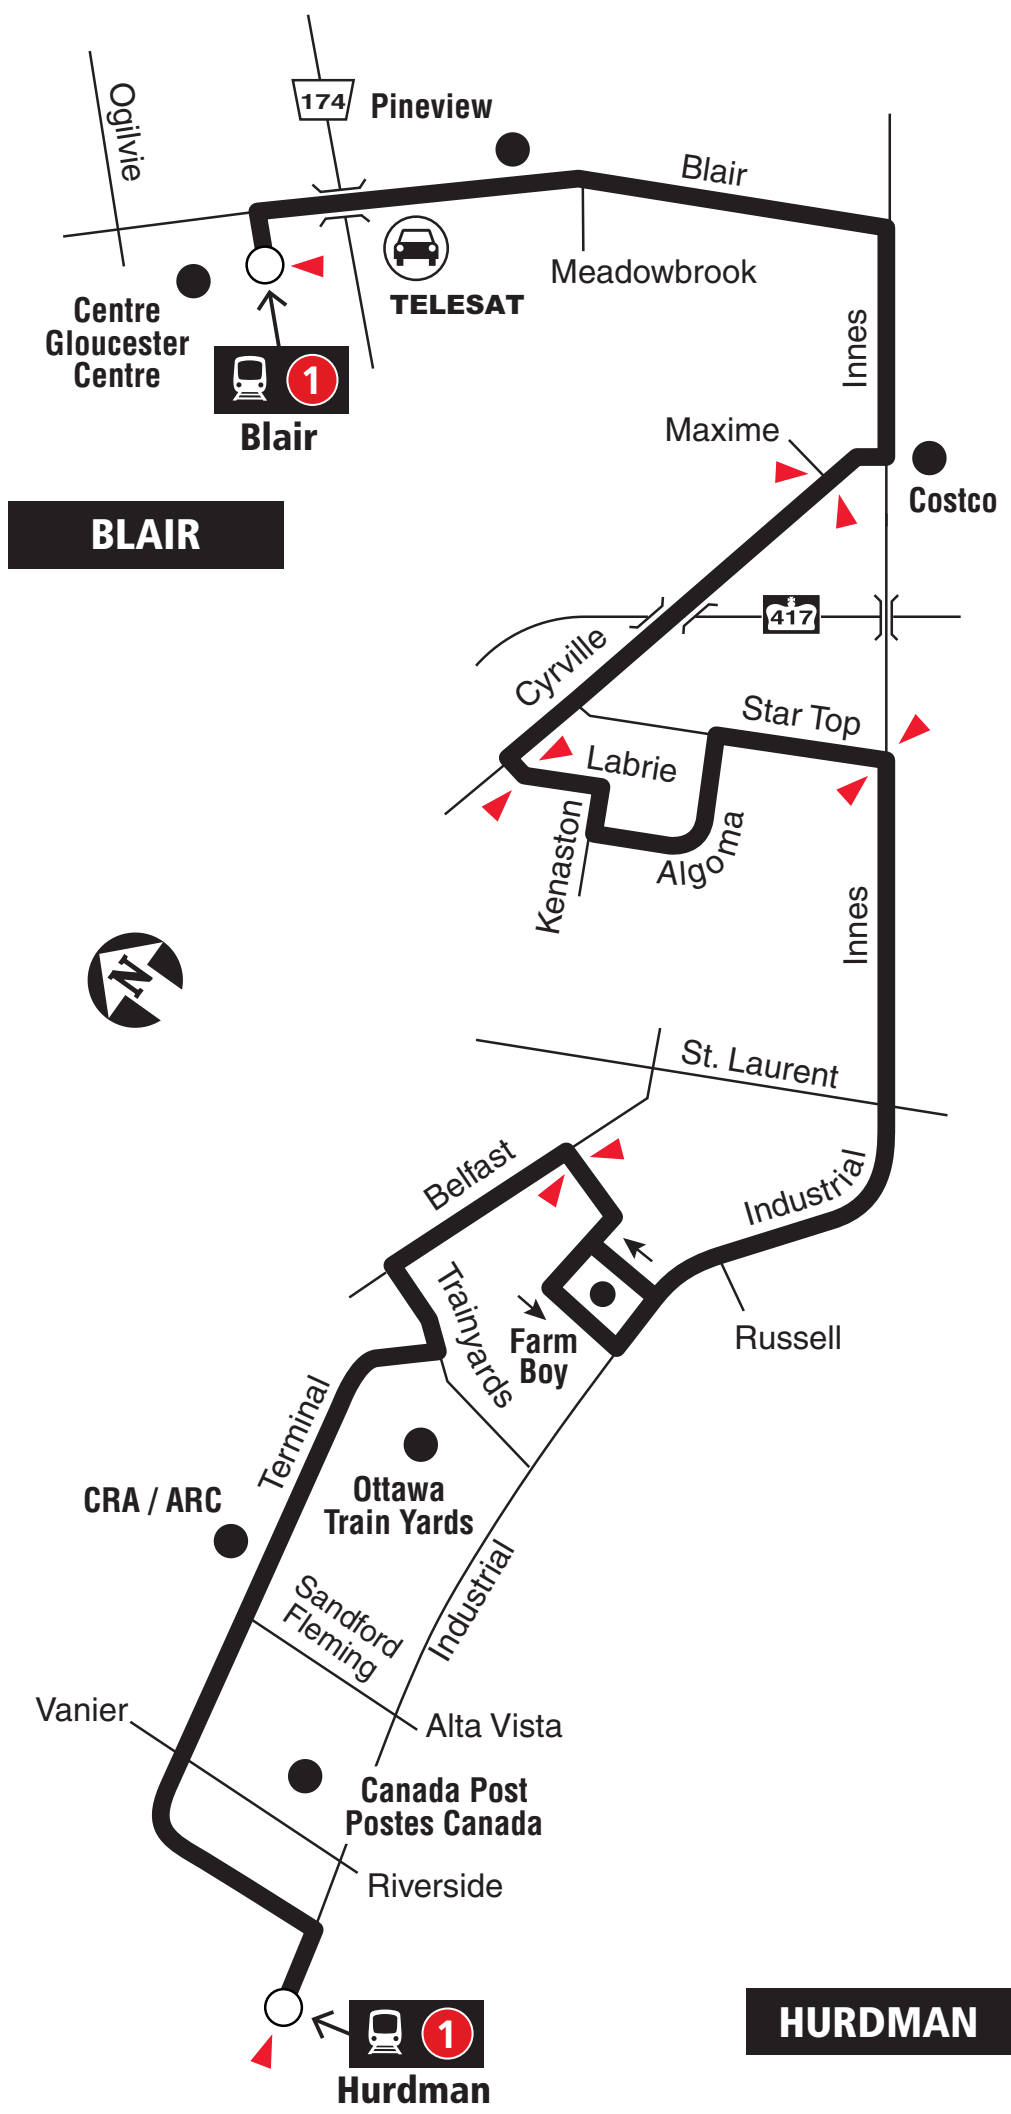 Ogilvie
174
Pineview
Blair
Meadowbrook
TELESAT
Centre
Gloucester
Centre
1
Blair
Innes
Maxime
Costco
BLAIR
417
Cyrville
Star Top
Labrie
Kenaston
Algoma
Innes
N
St. Laurent
Belfast
Industrial
Trainyards
Farm
Boy
Russell
Terminal
CRA / ARC
Ottawa
Train Yards
Industrial
Sandford
Fleming
Vanier
Alta Vista
Canada Post
Postes Canada
Riverside
HURDMAN
1
Hurdman